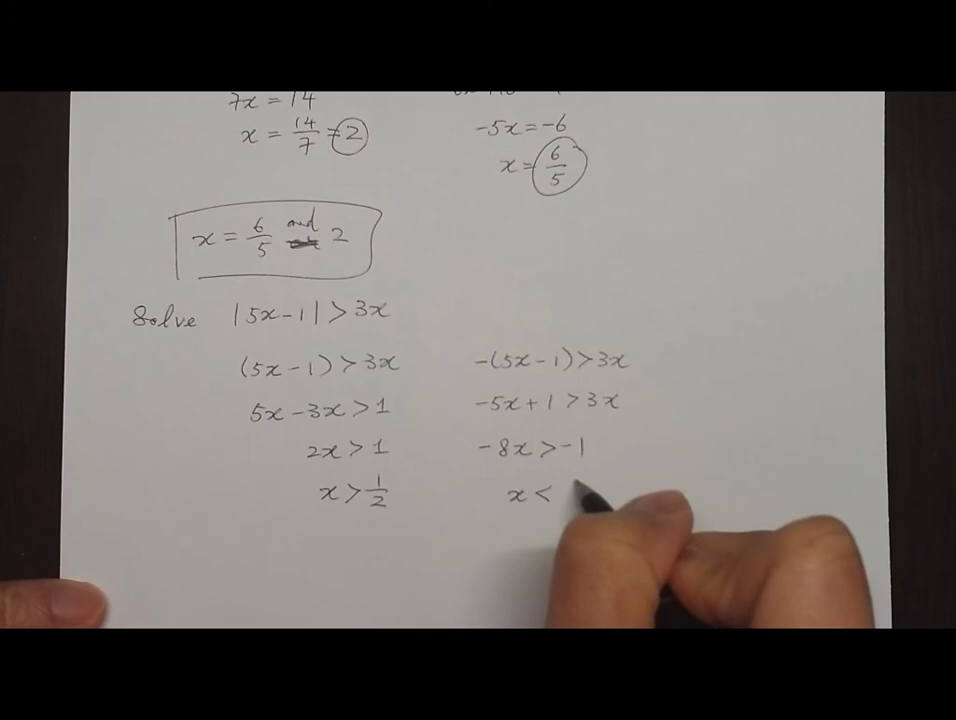 7x = 14
x = 14/7 = 2
-5x = -6
x = 6/5
x = 6/5 and 2
Solve |5x-1| > 3x
(5x-1) > 3x
5x-3x > 1
2x > 1
x > 1/2
-(5x-1) > 3x
-5x+1 > 3x
-8x > -1
x <